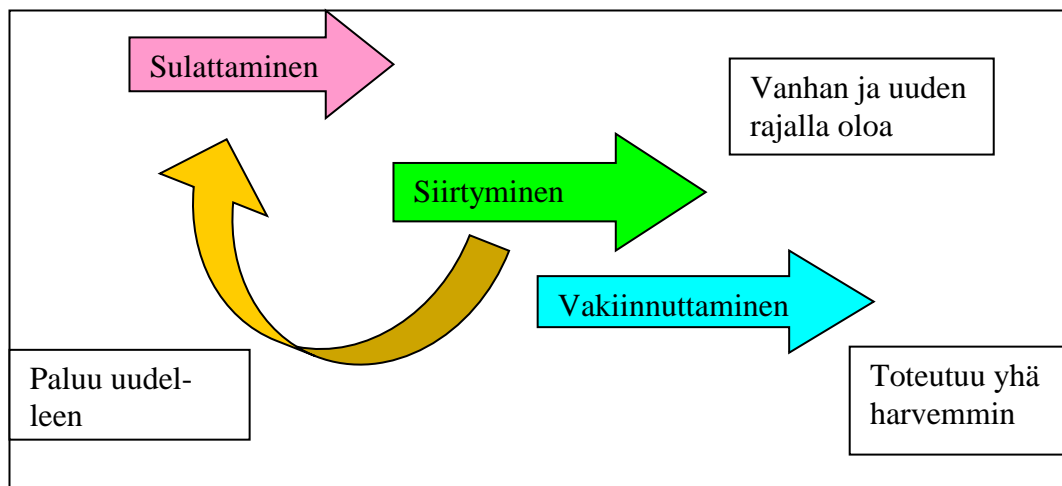 Sulattaminen
Vanhan ja uuden
rajalla oloa
Siirtyminen
Vakiinnuttaminen
Paluu uudel-
leen
Toteutuu yhä
harvemmin